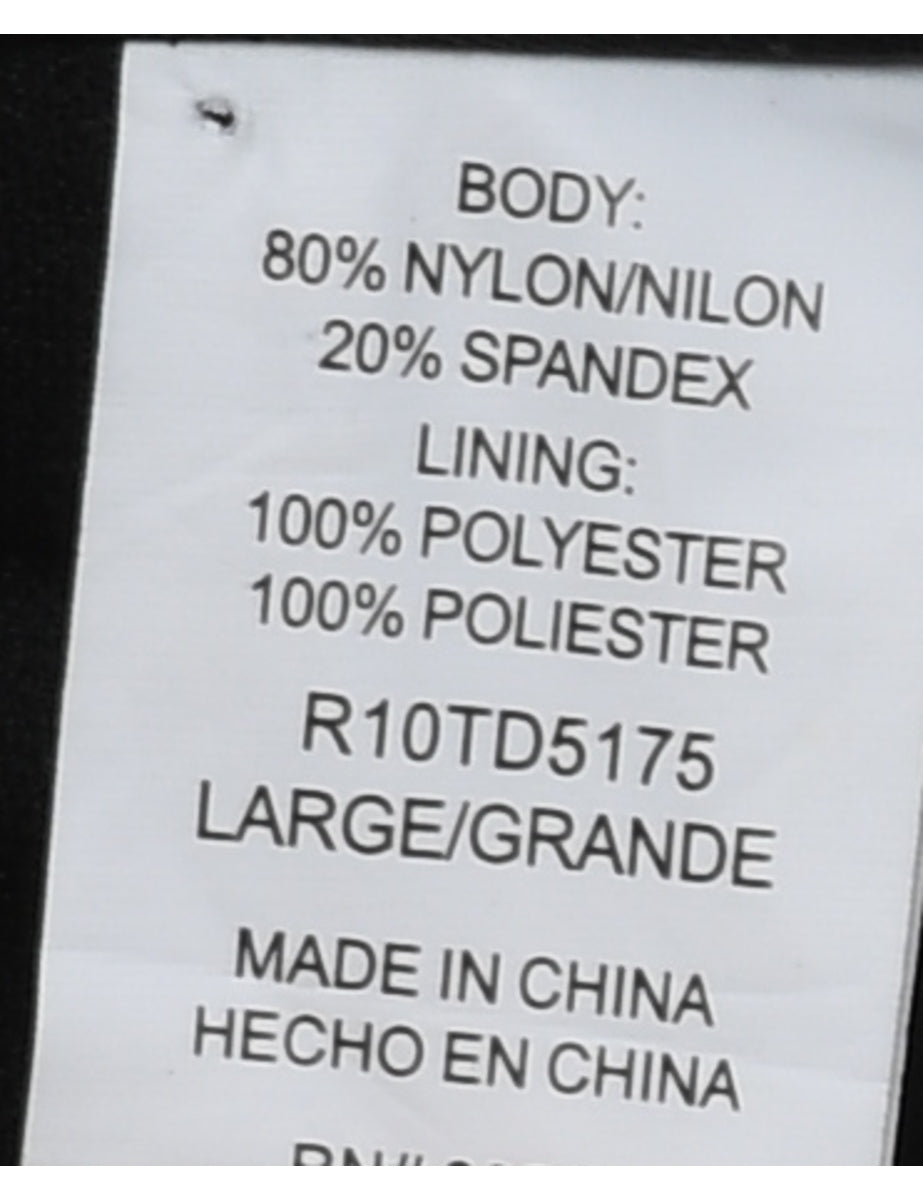 BODY:
80% NYLON/NILON
20% SPANDEX
LINING:
100% POLYESTER
100% POLIESTER
R10TD5175
LARGE/GRANDE
MADE IN CHINA
HECHO EN CHINA